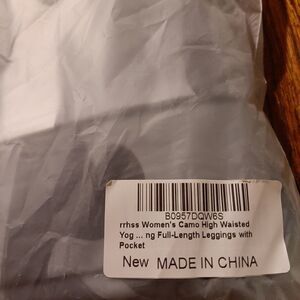 B0957DQW6S
rrhss Women's Camo High Waisted
Yog ... ng Full-Length Leggings with
Pocket
New MADE IN CHINA